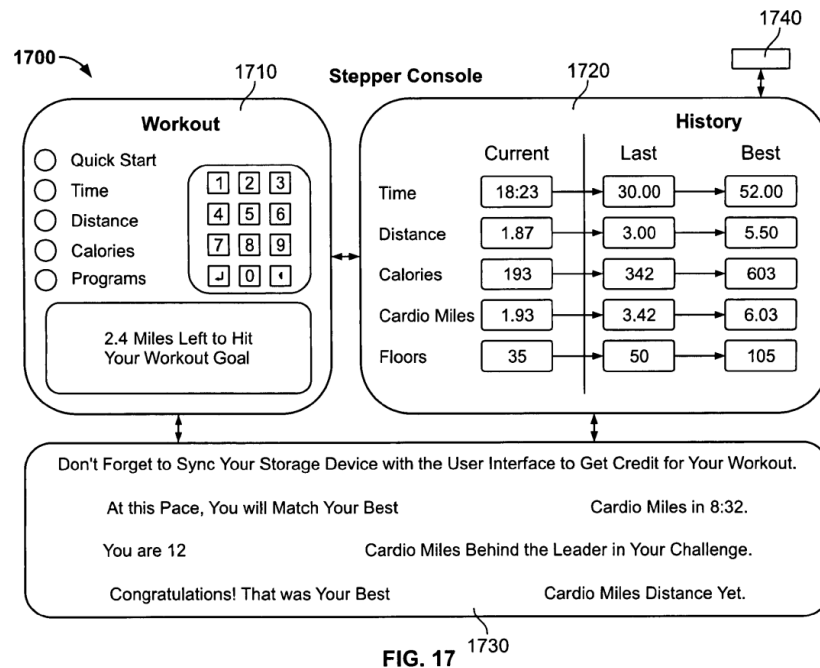 1740
1700
1710
Stepper Console
1720
Workout
Quick Start
Time
Distance
Calories
Programs
1 2 3
4 5 6
7 8 9
↲ 0 ◖
2.4 Miles Left to Hit
Your Workout Goal
History
Current Last Best
Time 18:23 30.00 52.00
Distance 1.87 3.00 5.50
Calories 193 342 603
Cardio Miles 1.93 3.42 6.03
Floors 35 50 105
Don't Forget to Sync Your Storage Device with the User Interface to Get Credit for Your Workout.
At this Pace, You will Match Your Best Cardio Miles in 8:32.
You are 12 Cardio Miles Behind the Leader in Your Challenge.
Congratulations! That was Your Best Cardio Miles Distance Yet.
1730
FIG. 17